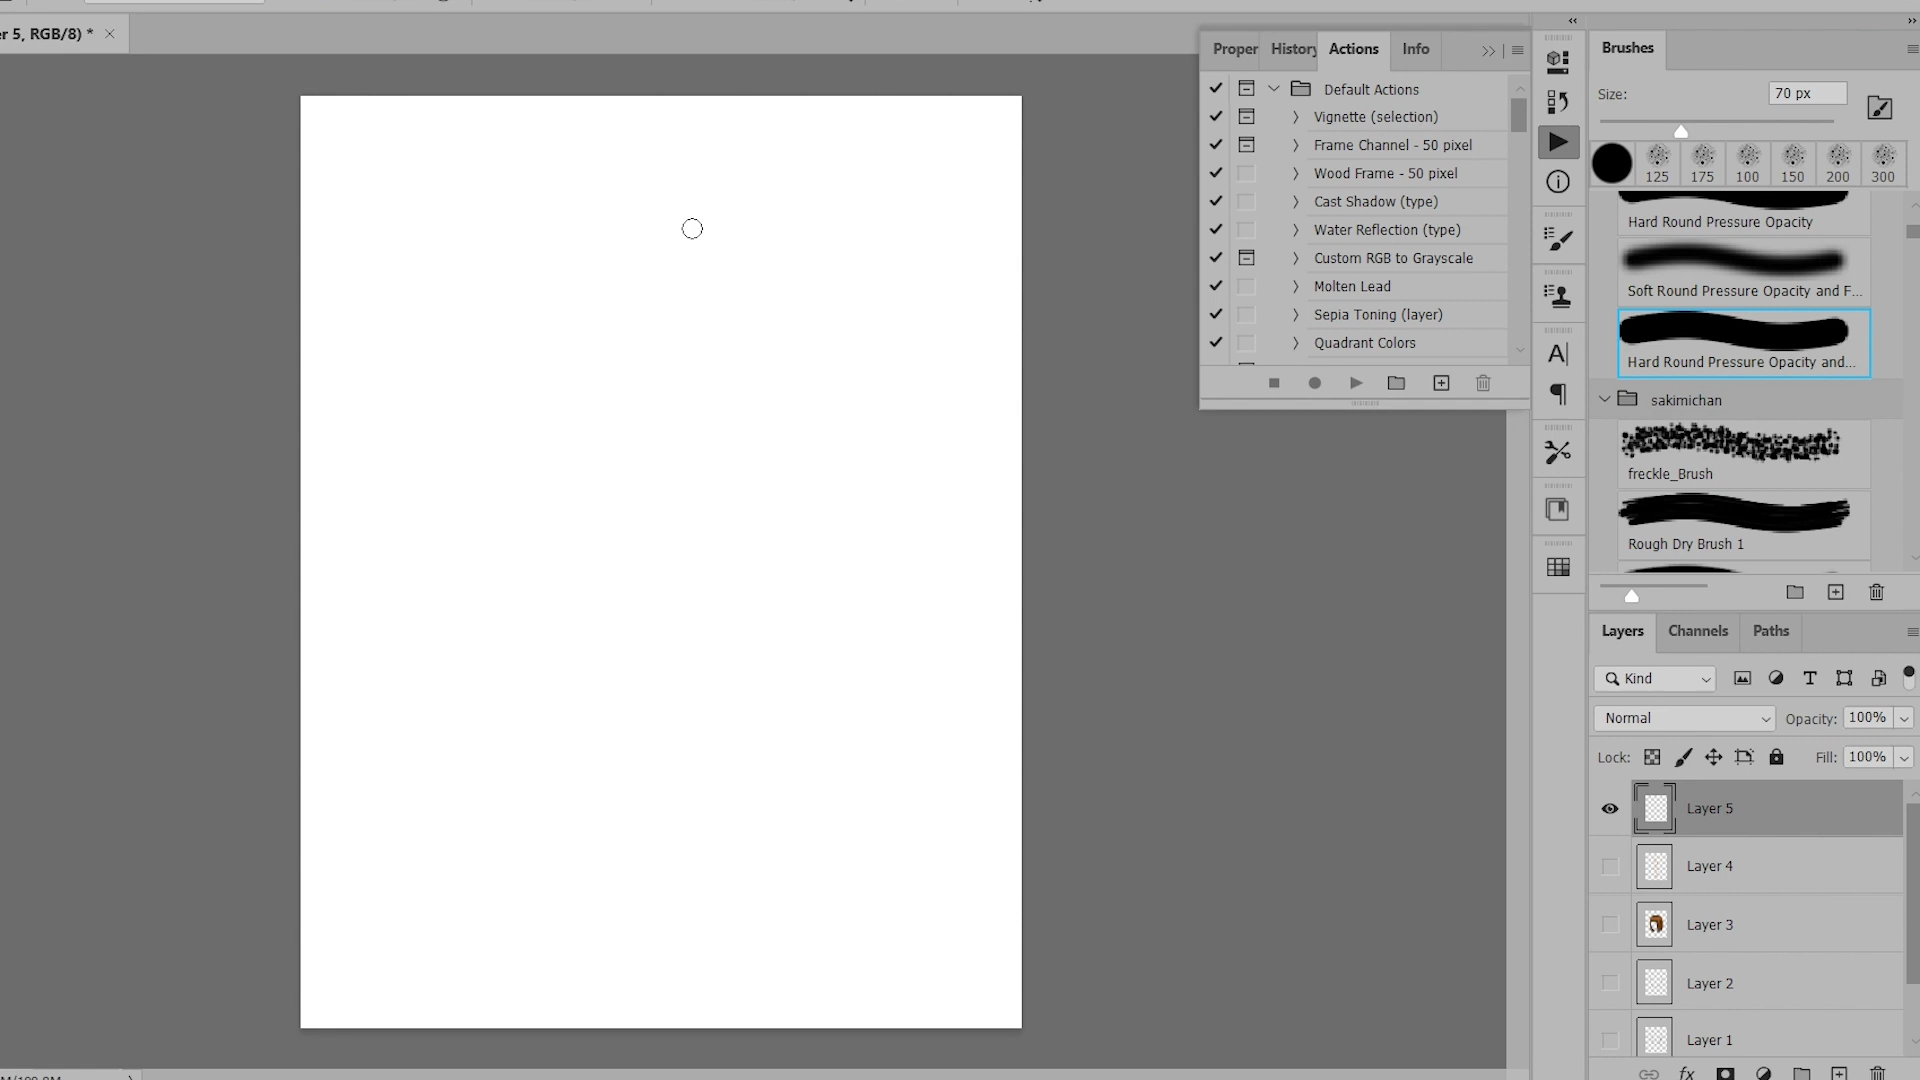 er 5, RGB/8) *
Proper
History
Actions
Info
Default Actions
Vignette (selection)
Frame Channel - 50 pixel
Wood Frame - 50 pixel
Cast Shadow (type)
Water Reflection (type)
Custom RGB to Grayscale
Molten Lead
Sepia Toning (layer)
Quadrant Colors
Brushes
Size:
70 px
125
175
100
150
200
300
Hard Round Pressure Opacity
Soft Round Pressure Opacity and F...
Hard Round Pressure Opacity and...
sakimichan
freckle_Brush
Rough Dry Brush 1
Layers
Channels
Paths
Kind
Normal
Opacity:
100%
Lock:
Fill:
100%
Layer 5
Layer 4
Layer 3
Layer 2
Layer 1
fx